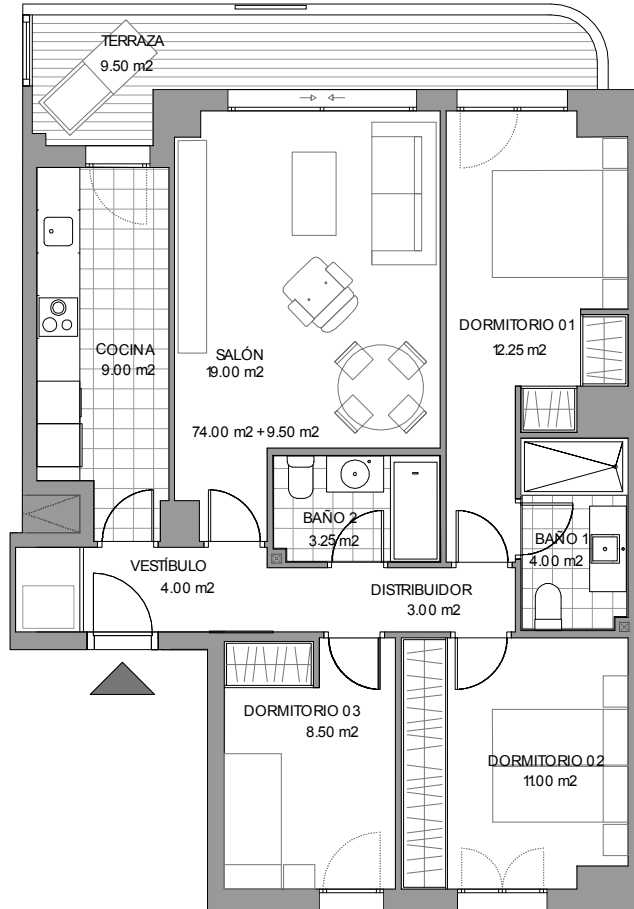 TERRAZA
9.50 m2
COCINA
9.00 m2
SALÓN
19.00 m2
74.00 m2 + 9.50 m2
DORMITORIO 01
12.25 m2
BAÑO 2
3.25 m2
BAÑO 1
4.00 m2
VESTÍBULO
4.00 m2
DISTRIBUIDOR
3.00 m2
DORMITORIO 03
8.50 m2
DORMITORIO 02
11.00 m2